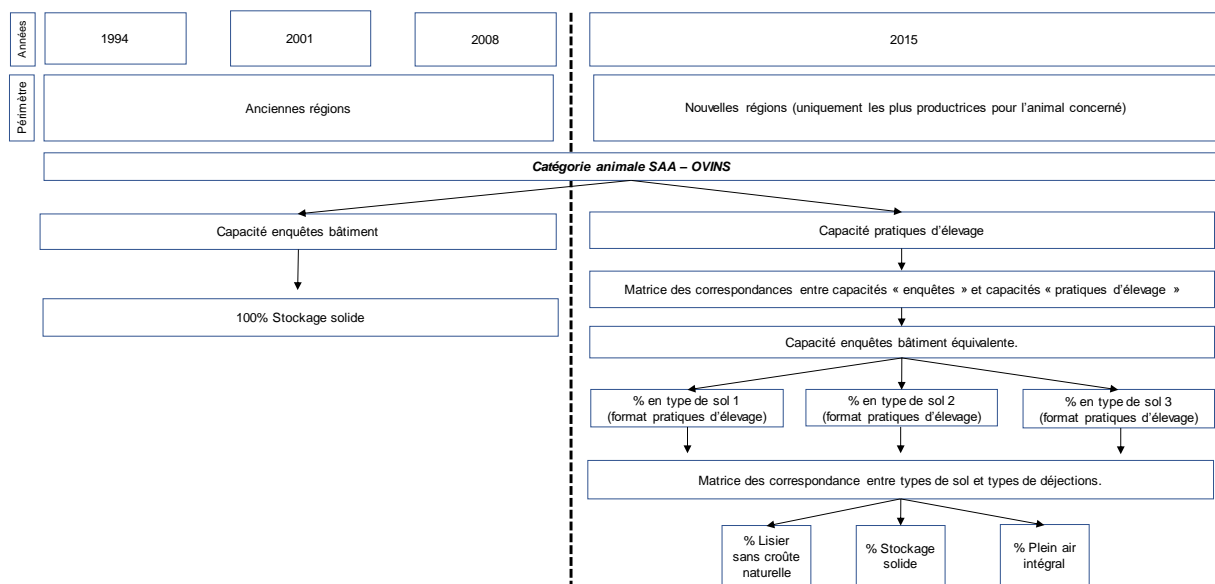 Années
1994
2001
2008
2015
Périmètre
Anciennes régions
Nouvelles régions (uniquement les plus productrices pour l'animal concerné)
Catégorie animale SAA – OVINS
Capacité enquêtes bâtiment
Capacité pratiques d'élevage
Matrice des correspondances entre capacités « enquêtes » et capacités « pratiques d'élevage »
100% Stockage solide
Capacité enquêtes bâtiment équivalente.
% en type de sol 1
(format pratiques d'élevage)
% en type de sol 2
(format pratiques d'élevage)
% en type de sol 3
(format pratiques d'élevage)
Matrice des correspondance entre types de sol et types de déjections.
% Lisier
sans croûte
naturelle
% Stockage
solide
% Plein air
intégral